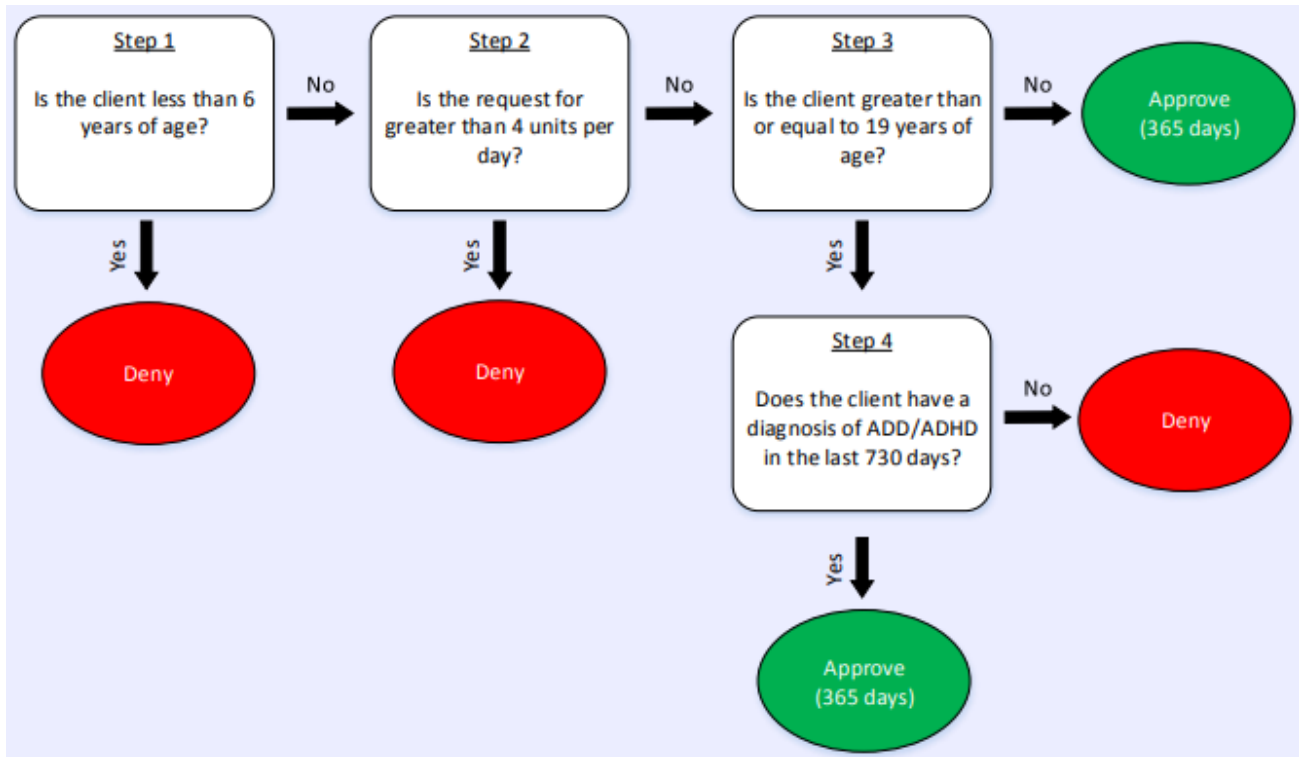 Step 1
Is the client less than 6
years of age?
No
Yes
Deny
Step 2
Is the request for
greater than 4 units per
day?
No
Yes
Deny
Step 3
Is the client greater than
or equal to 19 years of
age?
No
Approve
(365 days)
Yes
Step 4
Does the client have a
diagnosis of ADD/ADHD
in the last 730 days?
No
Deny
Yes
Approve
(365 days)